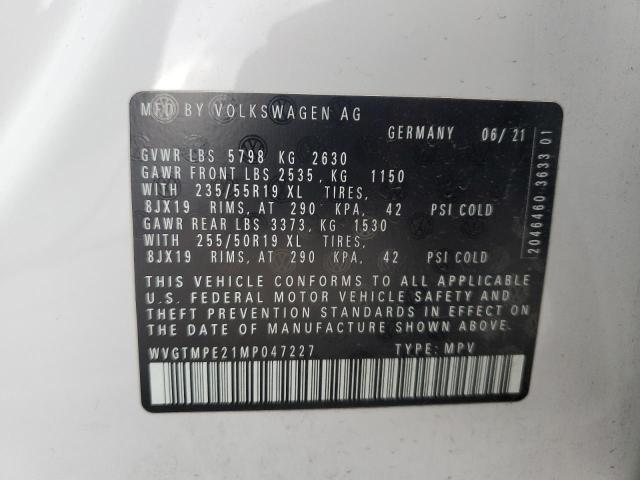 MFD BY VOLKSWAGEN AG
GERMANY 06/21
GVWR LBS 5798 KG 2630
GAWR FRONT LBS 2535, KG 1150
WITH 235/55R19 XL TIRES,
8JX19 RIMS, AT 290 KPA, 42 PSI COLD
GAWR REAR LBS 3373, KG 1530
WITH 255/50R19 XL TIRES,
8JX19 RIMS, AT 290 KPA, 42 PSI COLD
THIS VEHICLE CONFORMS TO ALL APPLICABLE
U.S. FEDERAL MOTOR VEHICLE SAFETY AND
THEFT PREVENTION STANDARDS IN EFFECT ON
THE DATE OF MANUFACTURE SHOWN ABOVE.
WVGTMPE21MP047227 TYPE: MPV
2046460 3633 01